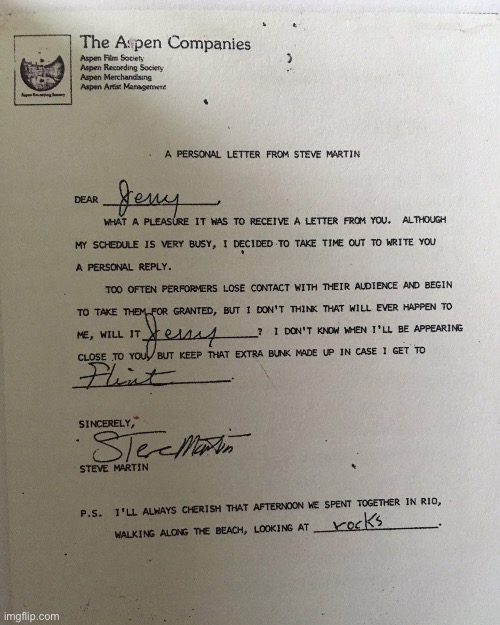 The Aspen Companies
Aspen Film Society
Aspen Recording Society
Aspen Merchandising
Aspen Artist Management
Aspen Recording Society
A PERSONAL LETTER FROM STEVE MARTIN
DEAR Jerry,
WHAT A PLEASURE IT WAS TO RECEIVE A LETTER FROM YOU. ALTHOUGH
MY SCHEDULE IS VERY BUSY, I DECIDED TO TAKE TIME OUT TO WRITE YOU
A PERSONAL REPLY.
TOO OFTEN PERFORMERS LOSE CONTACT WITH THEIR AUDIENCE AND BEGIN
TO TAKE THEM FOR GRANTED, BUT I DON'T THINK THAT WILL EVER HAPPEN TO
ME, WILL IT Jerry? I DON'T KNOW WHEN I'LL BE APPEARING
CLOSE TO YOU BUT KEEP THAT EXTRA BUNK MADE UP IN CASE I GET TO
Flint.
SINCERELY,
Steve Martin
STEVE MARTIN
P.S. I'LL ALWAYS CHERISH THAT AFTERNOON WE SPENT TOGETHER IN RIO,
WALKING ALONG THE BEACH, LOOKING AT rocks.
imgflip.com